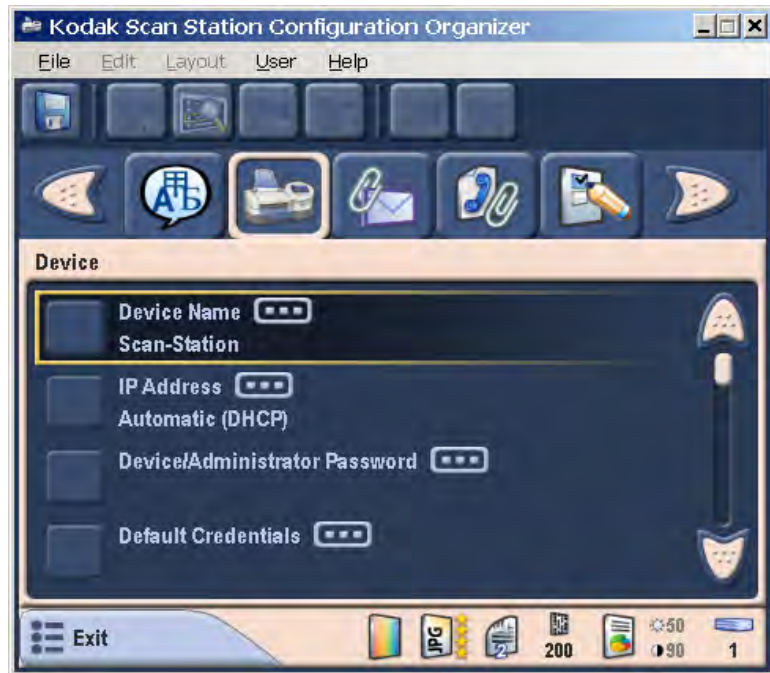 Kodak Scan Station Configuration Organizer
File Edit Layout User Help
A Б
Device
Device Name
Scan-Station
IP Address
Automatic (DHCP)
Device/Administrator Password
Default Credentials
Exit
JPG
2
200
50
90
1